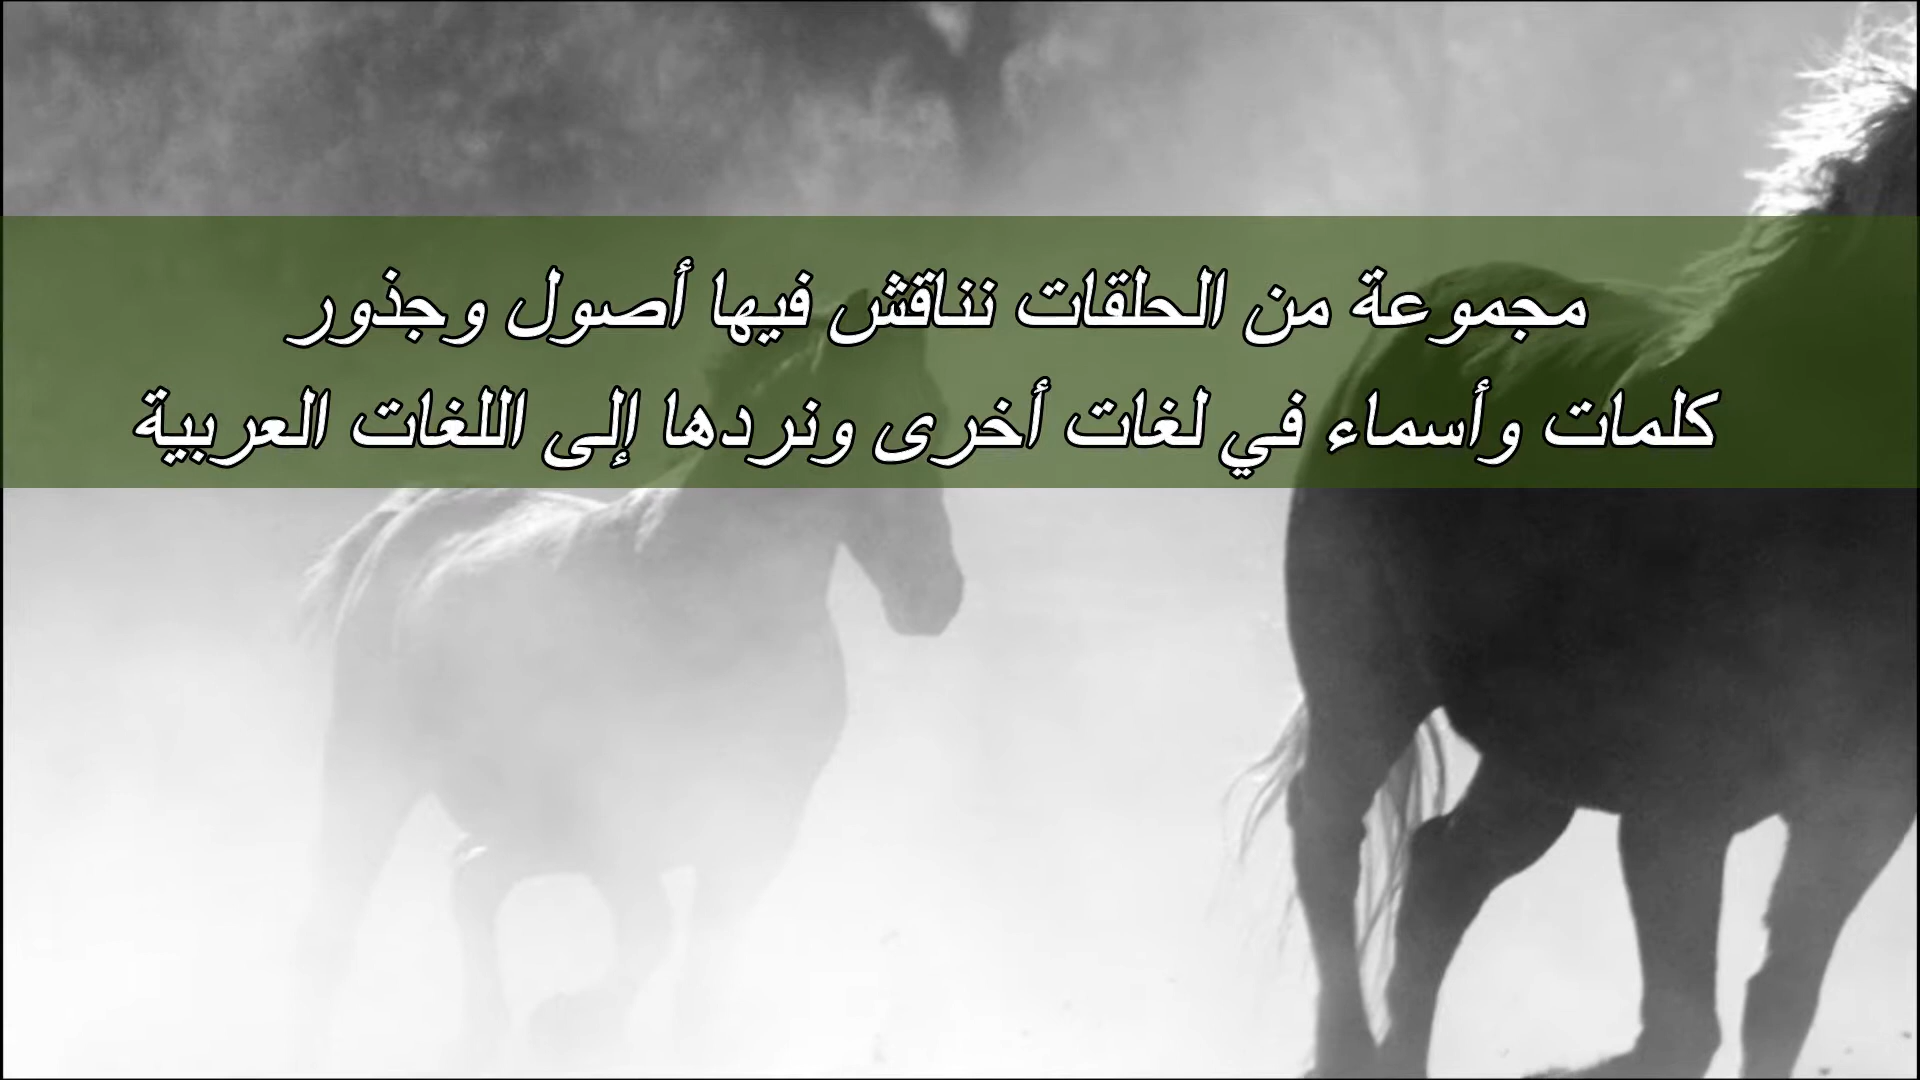 مجموعة من الحلقات نناقش فيها أصول وجذور
كلمات وأسماء في لغات أخرى ونردها إلى اللغات العربية